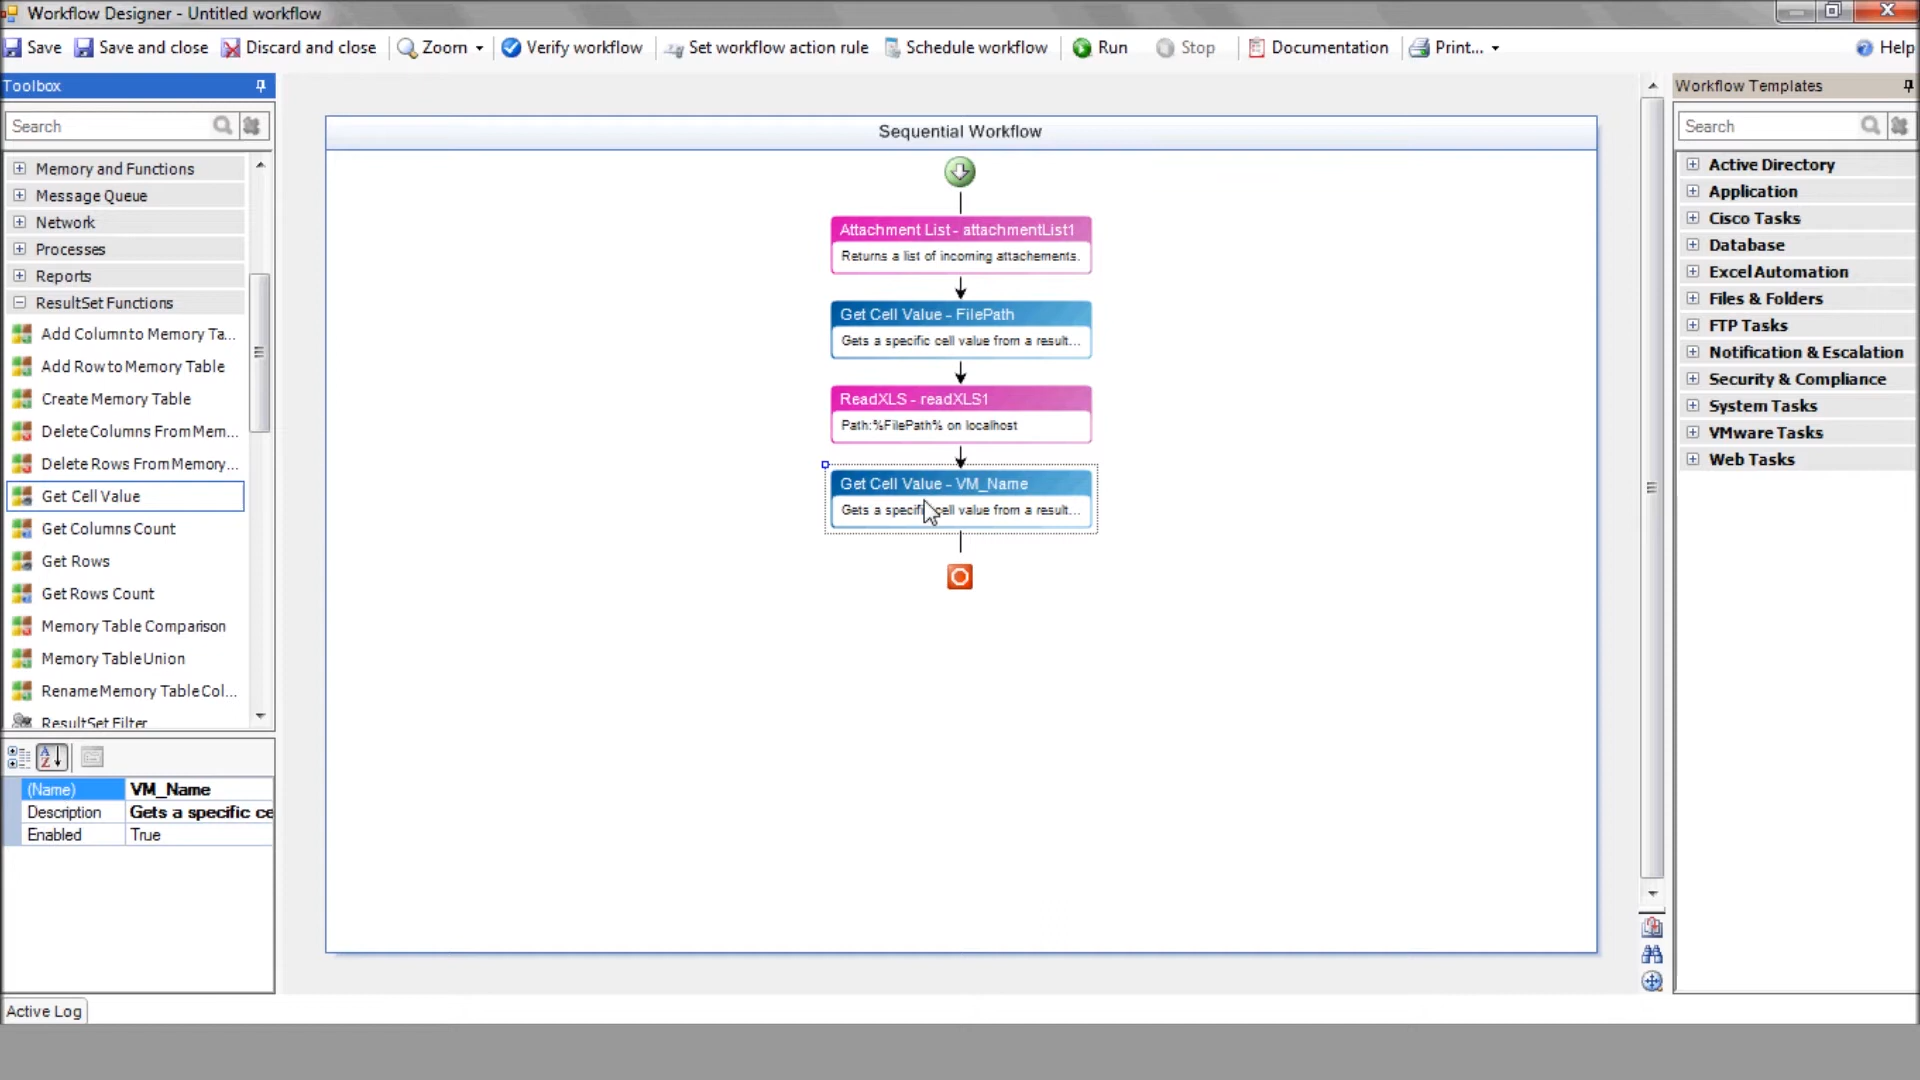 Workflow Designer - Untitled workflow
Save
Save and close
Discard and close
Zoom
Verify workflow
Set workflow action rule
Schedule workflow
Run
Stop
Documentation
Print...
Help
Toolbox
Search
Memory and Functions
Message Queue
Network
Processes
Reports
ResultSet Functions
Add Column to Memory Ta...
Add Row to Memory Table
Create Memory Table
Delete Columns From Mem...
Delete Rows From Memory...
Get Cell Value
Get Columns Count
Get Rows
Get Rows Count
Memory Table Comparison
Memory Table Union
Rename Memory Table Col...
ResultSet Filter
(Name) VM_Name
Description Gets a specific ce
Enabled True
Active Log
Sequential Workflow
Attachment List - attachmentList1
Returns a list of incoming attachements.
Get Cell Value - FilePath
Gets a specific cell value from a result...
ReadXLS - readXLS1
Path:%FilePath% on localhost
Get Cell Value - VM_Name
Gets a specific cell value from a result...
Workflow Templates
Search
Active Directory
Application
Cisco Tasks
Database
Excel Automation
Files & Folders
FTP Tasks
Notification & Escalation
Security & Compliance
System Tasks
VMware Tasks
Web Tasks